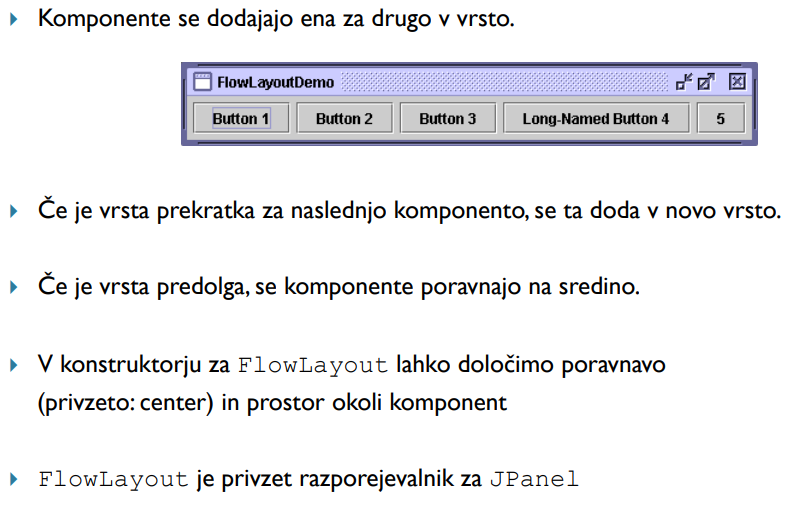 Komponente se dodajajo ena za drugo v vrsto.
FlowLayoutDemo
Button 1 Button 2 Button 3 Long-Named Button 4 5
Če je vrsta prekratka za naslednjo komponento, se ta doda v novo vrsto.
Če je vrsta predolga, se komponente poravnajo na sredino.
V konstruktorju za FlowLayout lahko določimo poravnavo
(privzeto: center) in prostor okoli komponent
FlowLayout je privzet razporejevalnik za JPanel